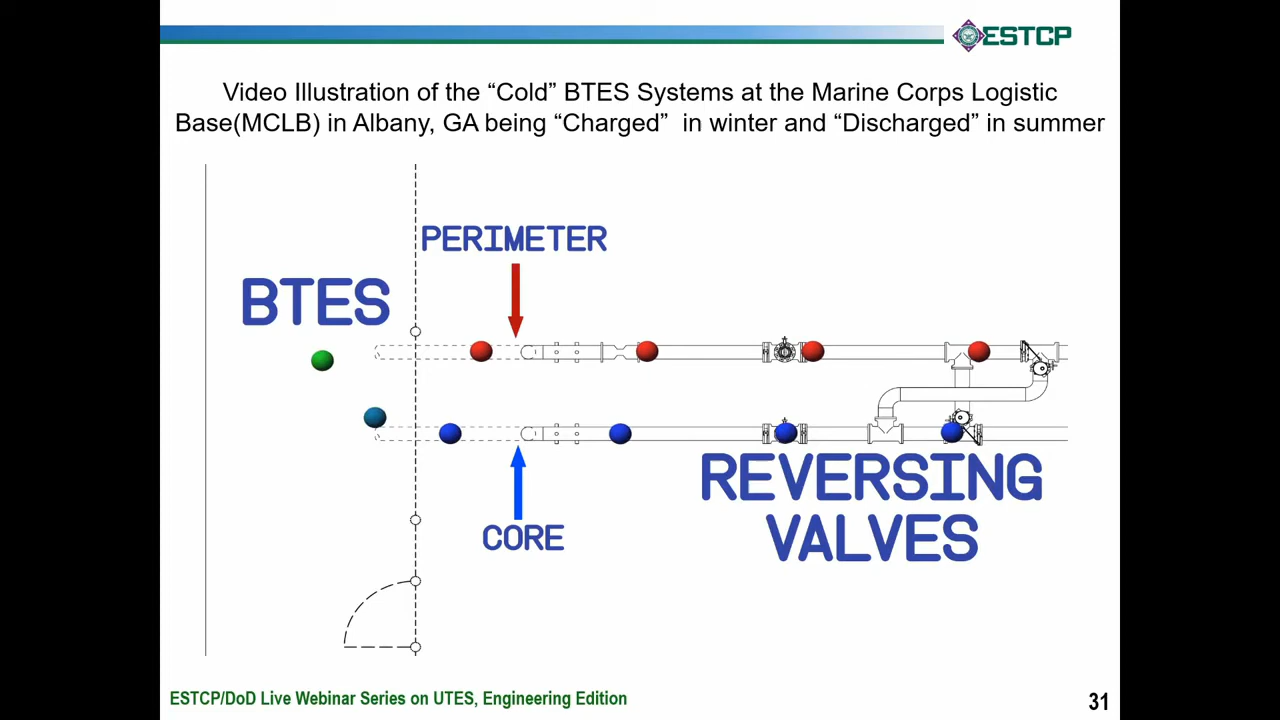 ESTCP
Video Illustration of the “Cold” BTES Systems at the Marine Corps Logistic
Base(MCLB) in Albany, GA being “Charged” in winter and “Discharged” in summer
PERIMETER
BTES
CORE
REVERSING
VALVES
ESTCP/DoD Live Webinar Series on UTES, Engineering Edition
31